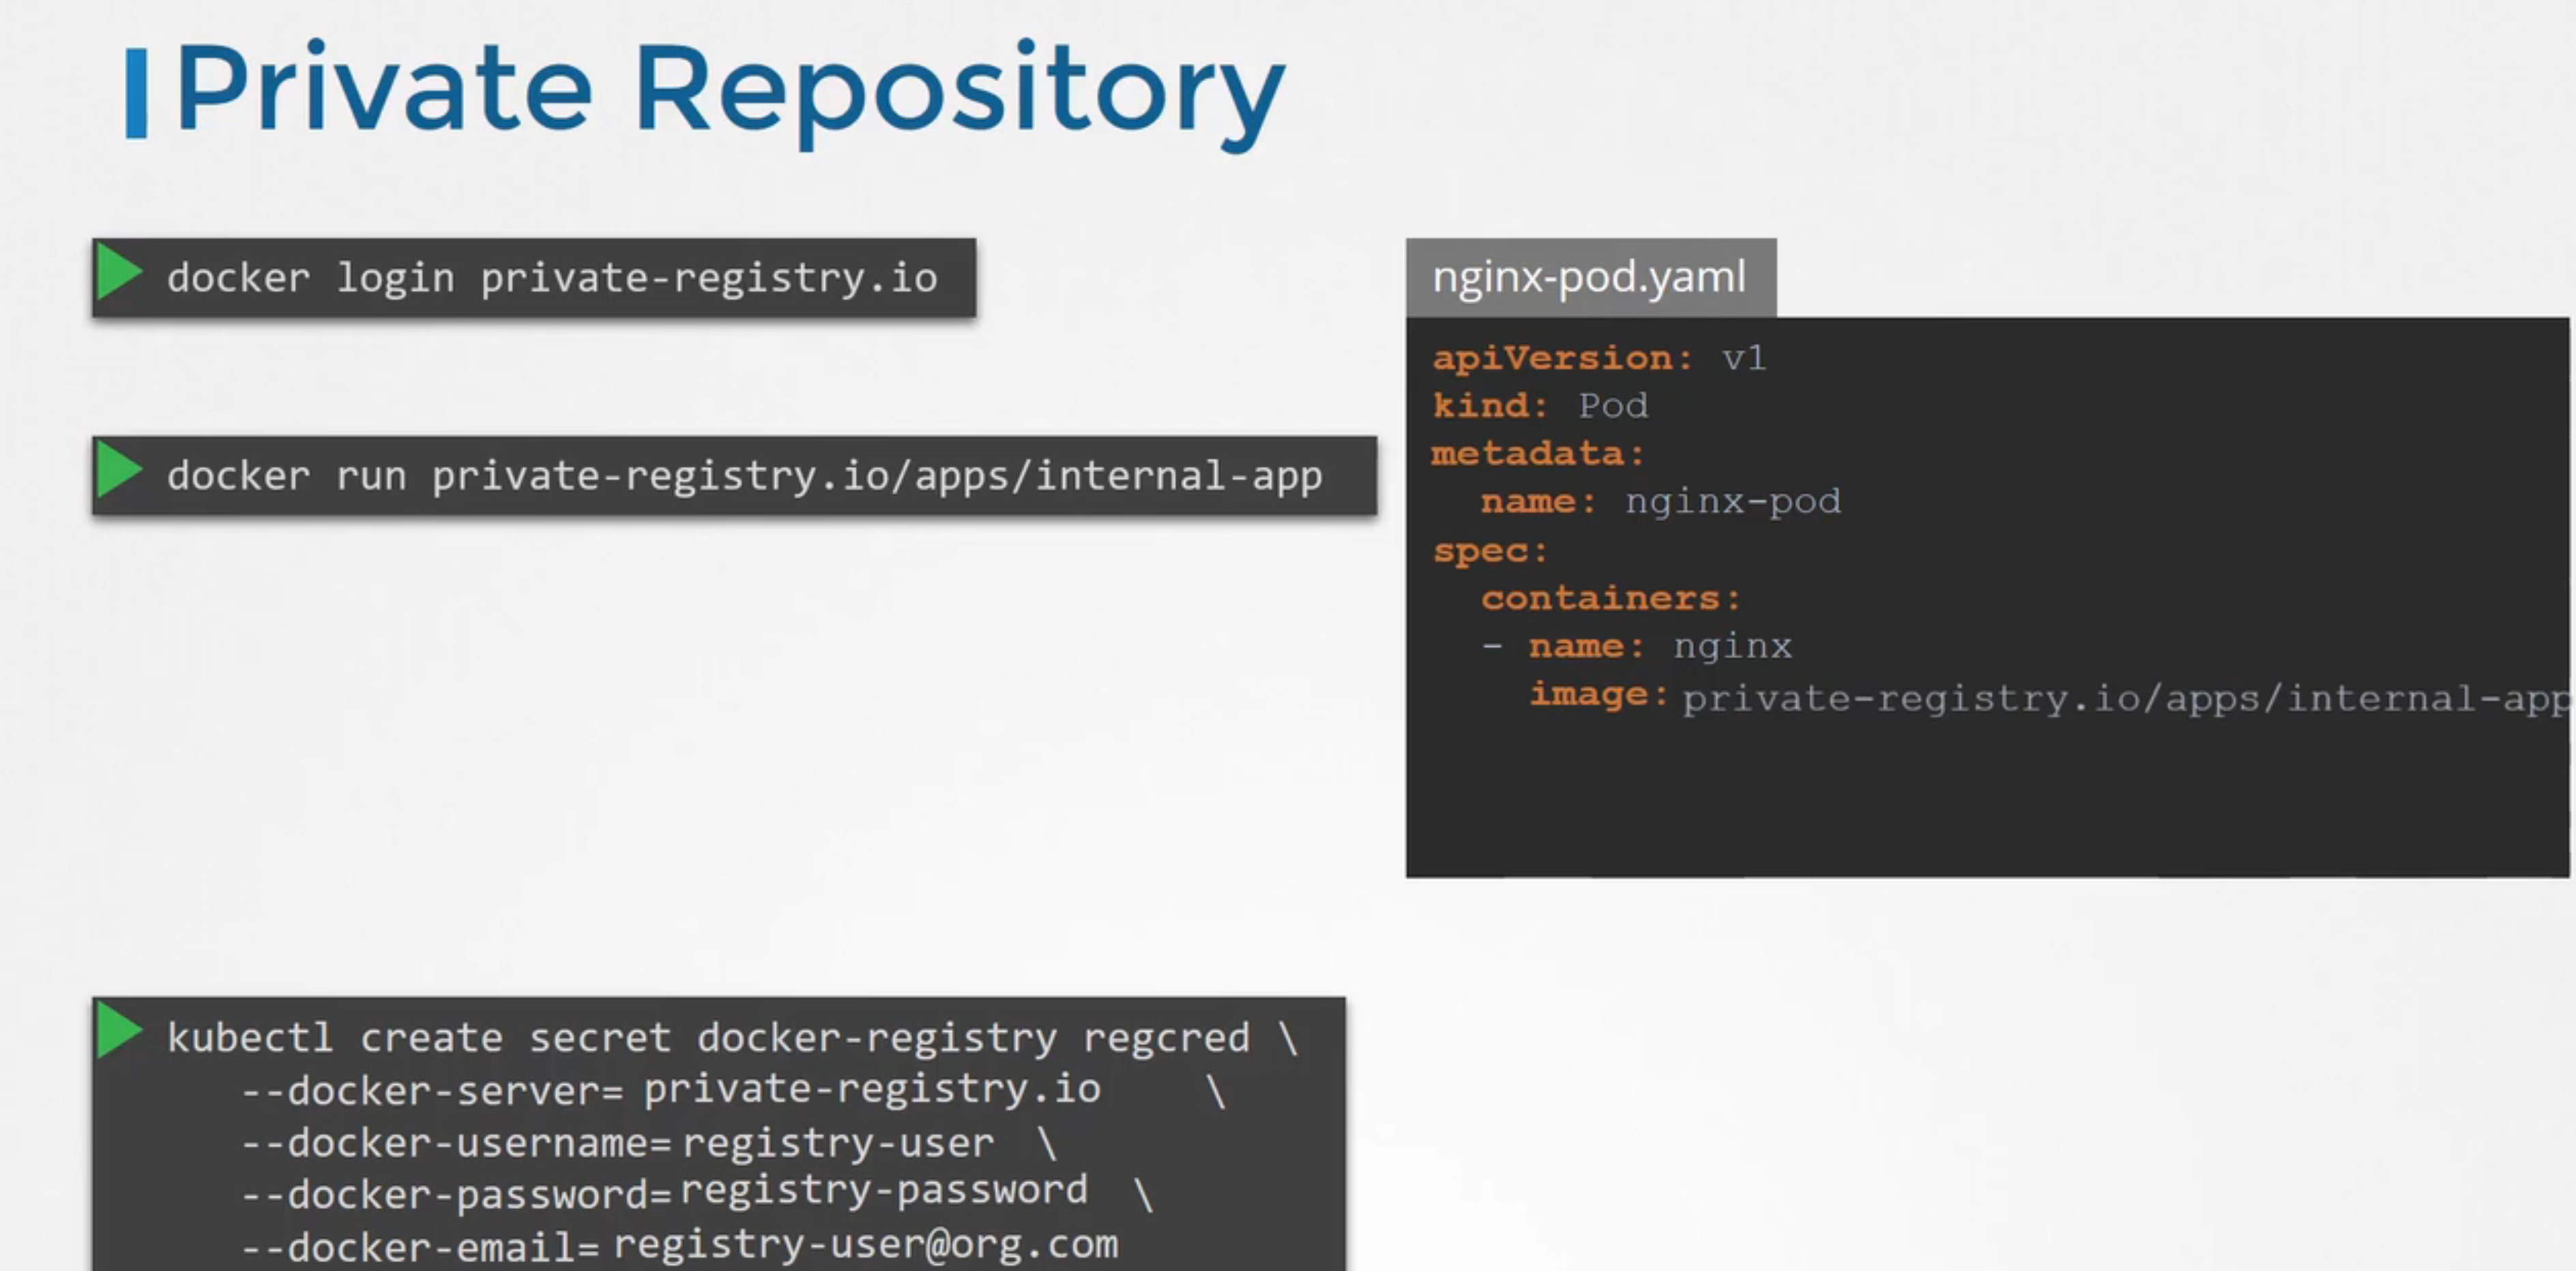 Private Repository
docker login private-registry.io
docker run private-registry.io/apps/internal-app
nginx-pod.yaml
apiVersion: v1
kind: Pod
metadata:
  name: nginx-pod
spec:
  containers:
  - name: nginx
    image: private-registry.io/apps/internal-app
kubectl create secret docker-registry regcred \
--docker-server= private-registry.io \
--docker-username= registry-user \
--docker-password= registry-password \
--docker-email= registry-user@org.com